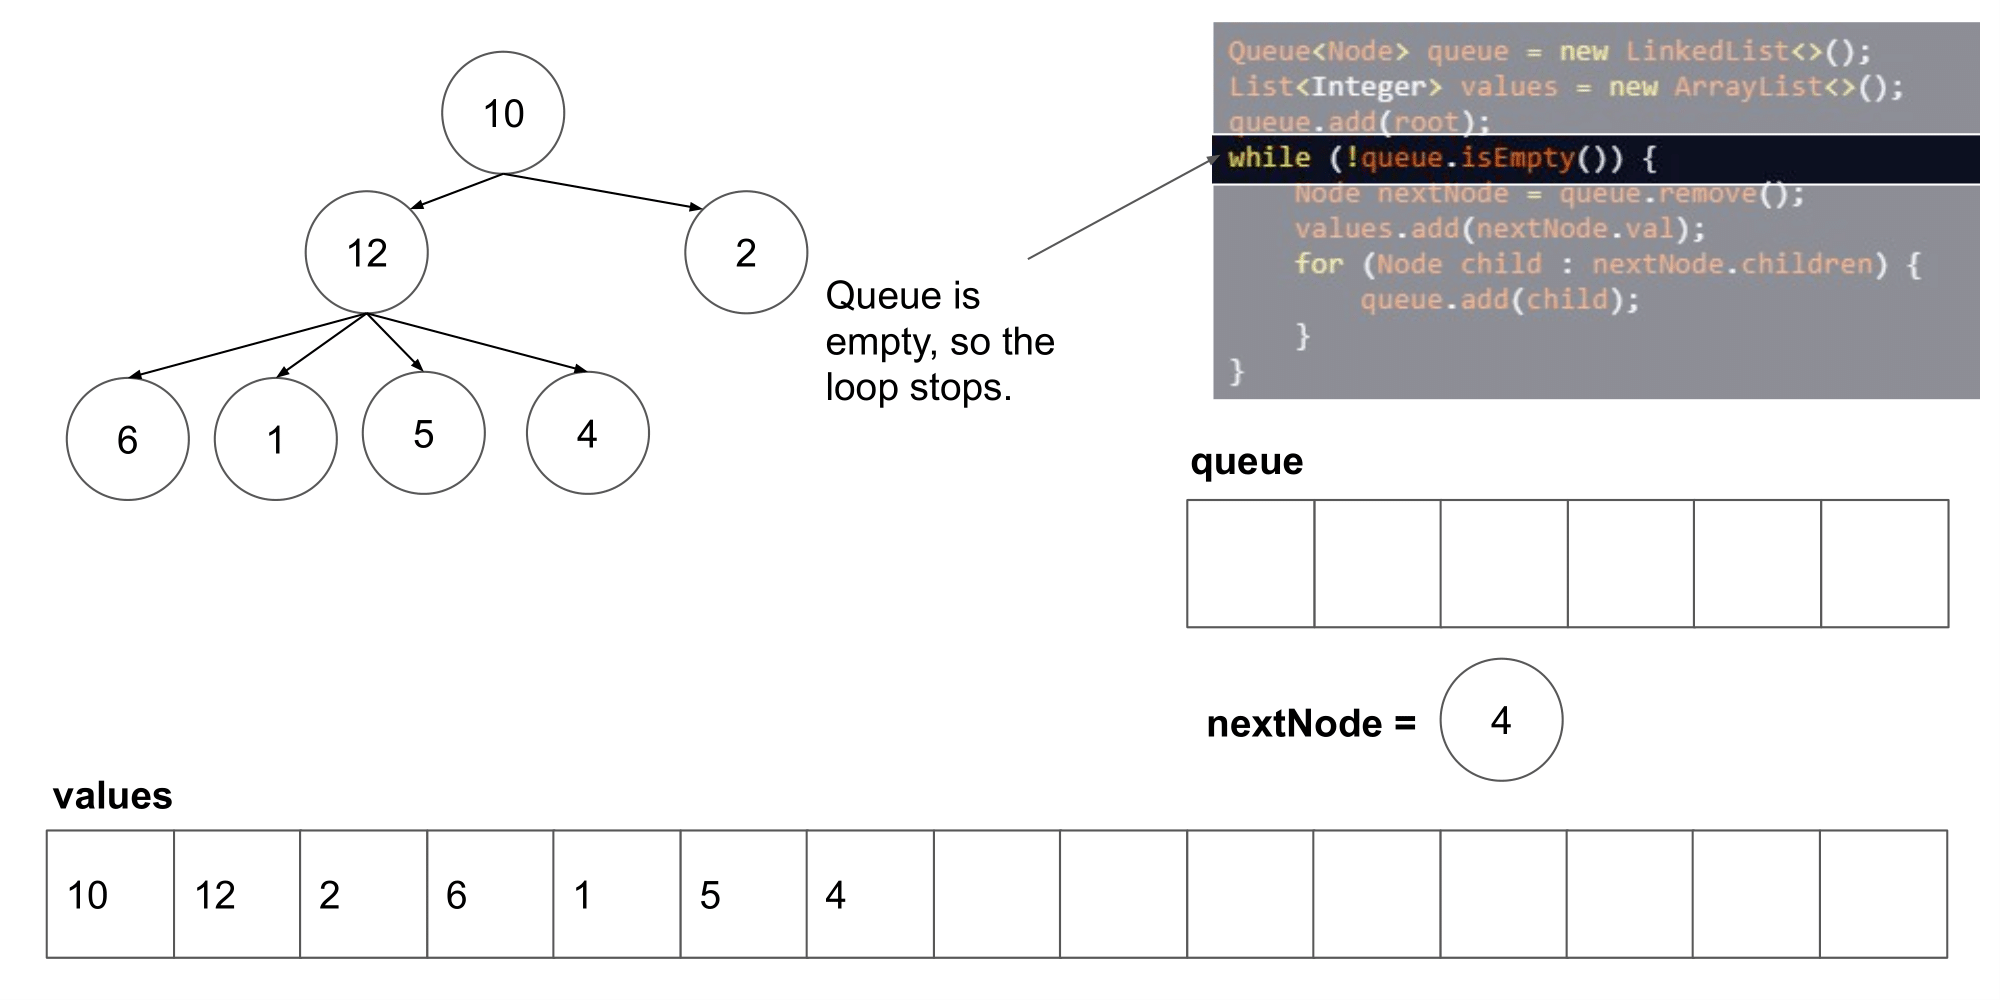 10
12
2
6
1
5
4
Queue is
empty, so the
loop stops.
Queue<Node> queue = new LinkedList<>();
List<Integer> values = new ArrayList<>();
queue.add(root);
while (!queue.isEmpty()) {
    Node nextNode = queue.remove();
    values.add(nextNode.val);
    for (Node child : nextNode.children) {
        queue.add(child);
    }
}
queue
nextNode =
4
values
10 12 2 6 1 5 4